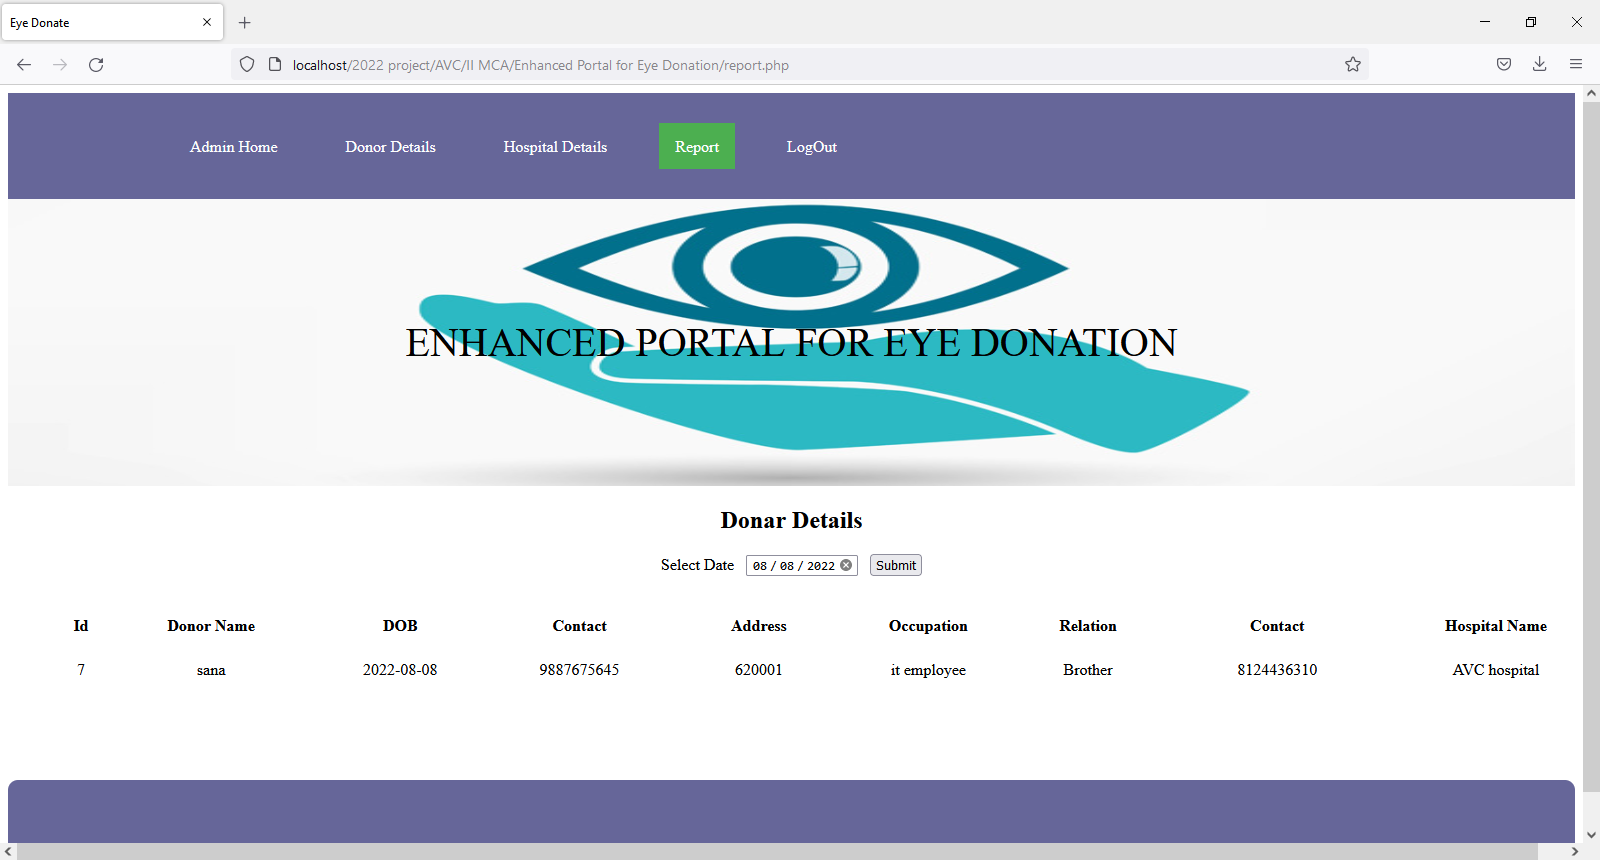 Eye Donate
localhost/2022 project/AVC/II MCA/Enhanced Portal for Eye Donation/report.php
Admin Home Donor Details Hospital Details Report LogOut
ENHANCED PORTAL FOR EYE DONATION
Donar Details
Select Date 08 / 08 / 2022 Submit
Id Donor Name DOB Contact Address Occupation Relation Contact Hospital Name
7 sana 2022-08-08 9887675645 620001 it employee Brother 8124436310 AVC hospital